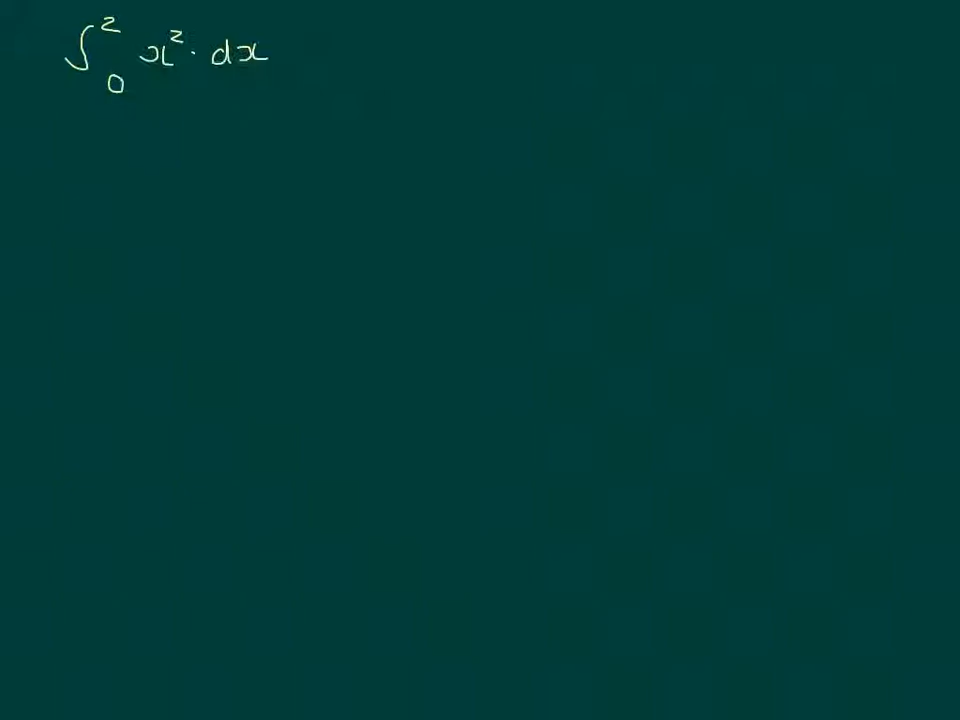 ∫₀² x² · dx